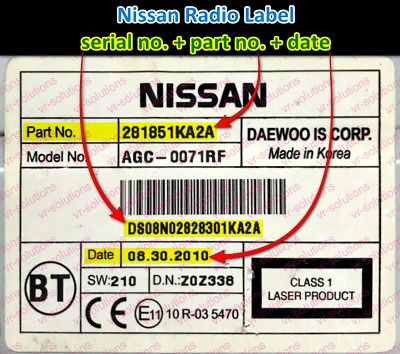 Nissan Radio Label
serial no. + part no. + date
NISSAN
Part No. 281851KA2A
DAEWOO IS CORP.
Model No. AGC-0071RF
Made in Korea
DS08N02828301KA2A
Date 08.30.2010
SW:210 D.N.: Z0Z338
BT
CE E11 10 R-03 5470
CLASS 1
LASER PRODUCT
vr-solutions